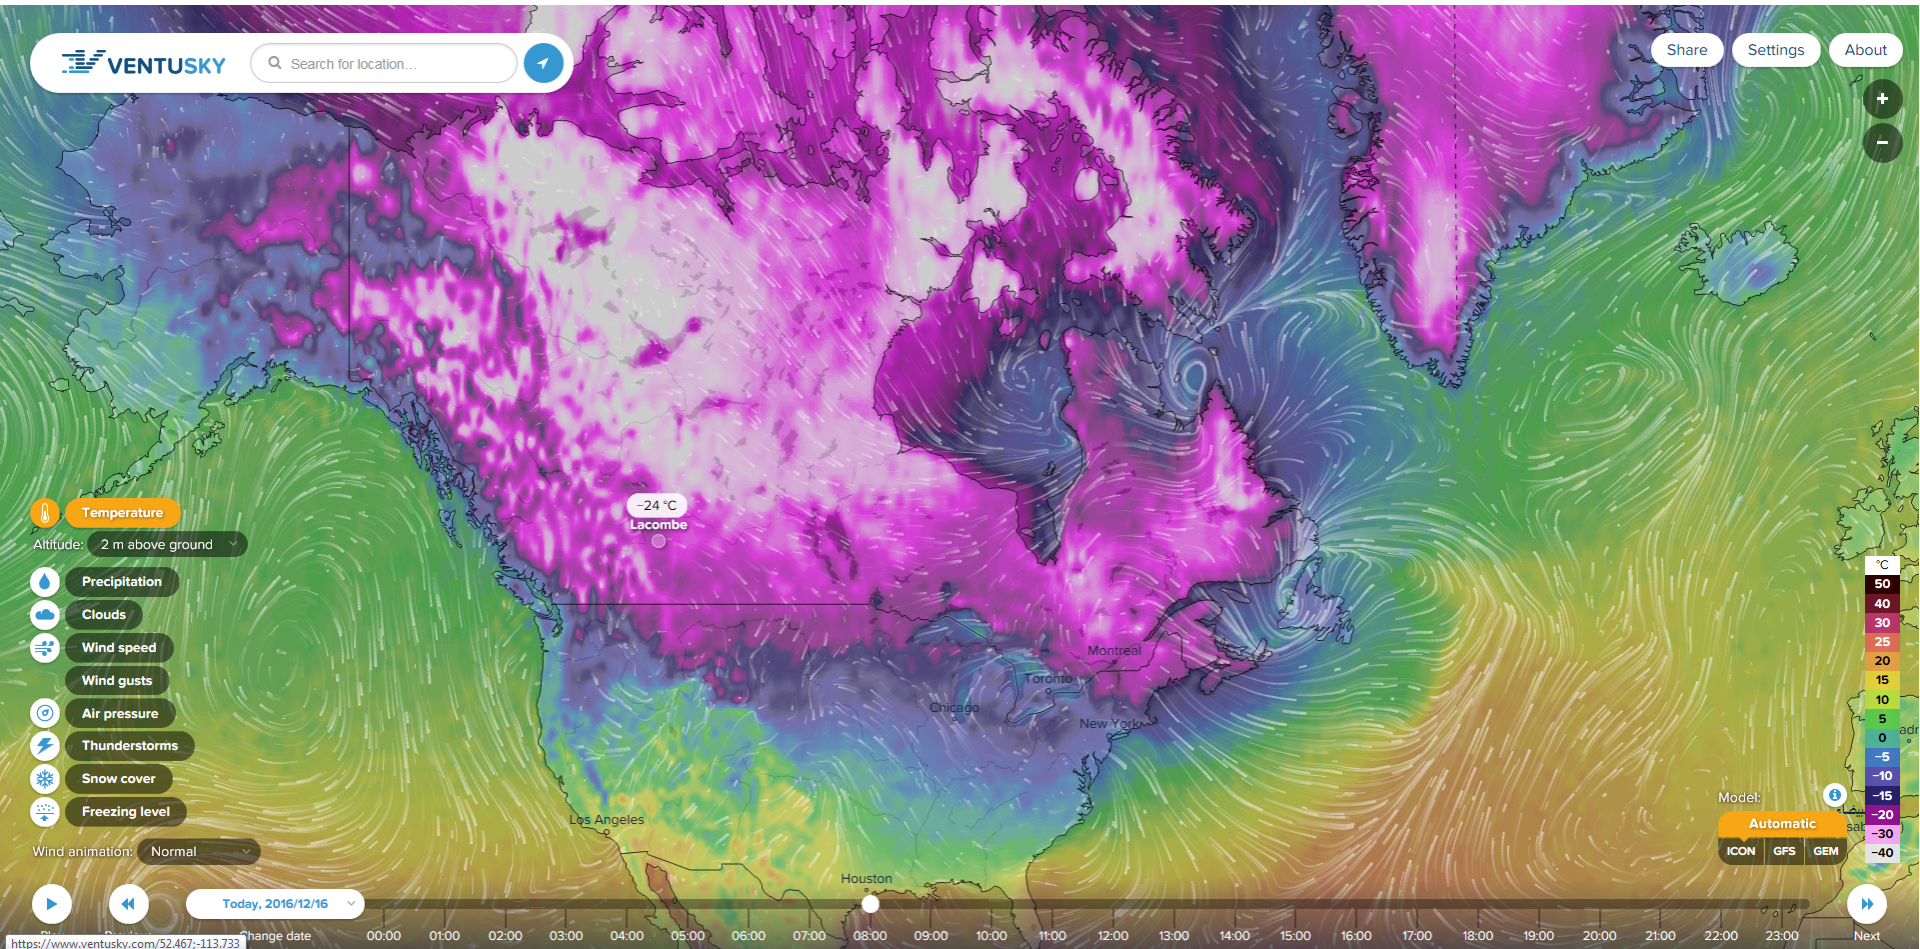 VENTUSKY
Search for location...
Share
Settings
About
+
−
−24 °C
Lacombe
Temperature
Altitude: 2 m above ground
Precipitation
Clouds
Wind speed
Wind gusts
Air pressure
Thunderstorms
Snow cover
Freezing level
Wind animation: Normal
Montreal
Toronto
Chicago
New York
Los Angeles
Houston
°C
50
40
30
25
20
15
10
5
0
−5
−10
−15
−20
−30
−40
Model:
Automatic
ICON GFS GEM
Today, 2016/12/16
Change date
00:00 01:00 02:00 03:00 04:00 05:00 06:00 07:00 08:00 09:00 10:00 11:00 12:00 13:00 14:00 15:00 16:00 17:00 18:00 19:00 20:00 21:00 22:00 23:00
Next
https://www.ventusky.com/52.467;-113.733